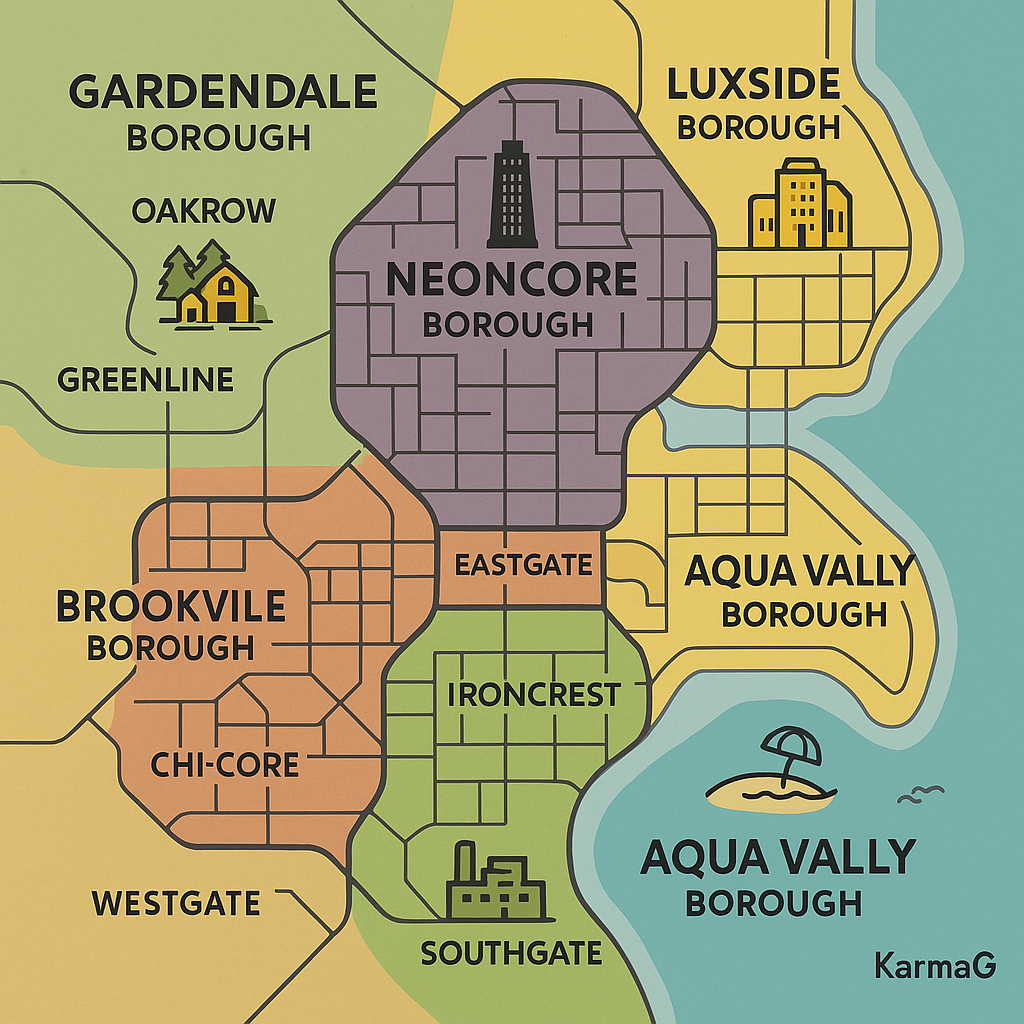 GARDENDALE
BOROUGH
LUXSIDE
BOROUGH
OAKROW
NEONCORE
BOROUGH
GREENLINE
EASTGATE
AQUA VALLY
BOROUGH
BROOKVILE
BOROUGH
IRONCREST
CHI-CORE
AQUA VALLY
BOROUGH
WESTGATE
SOUTHGATE
KarmaG